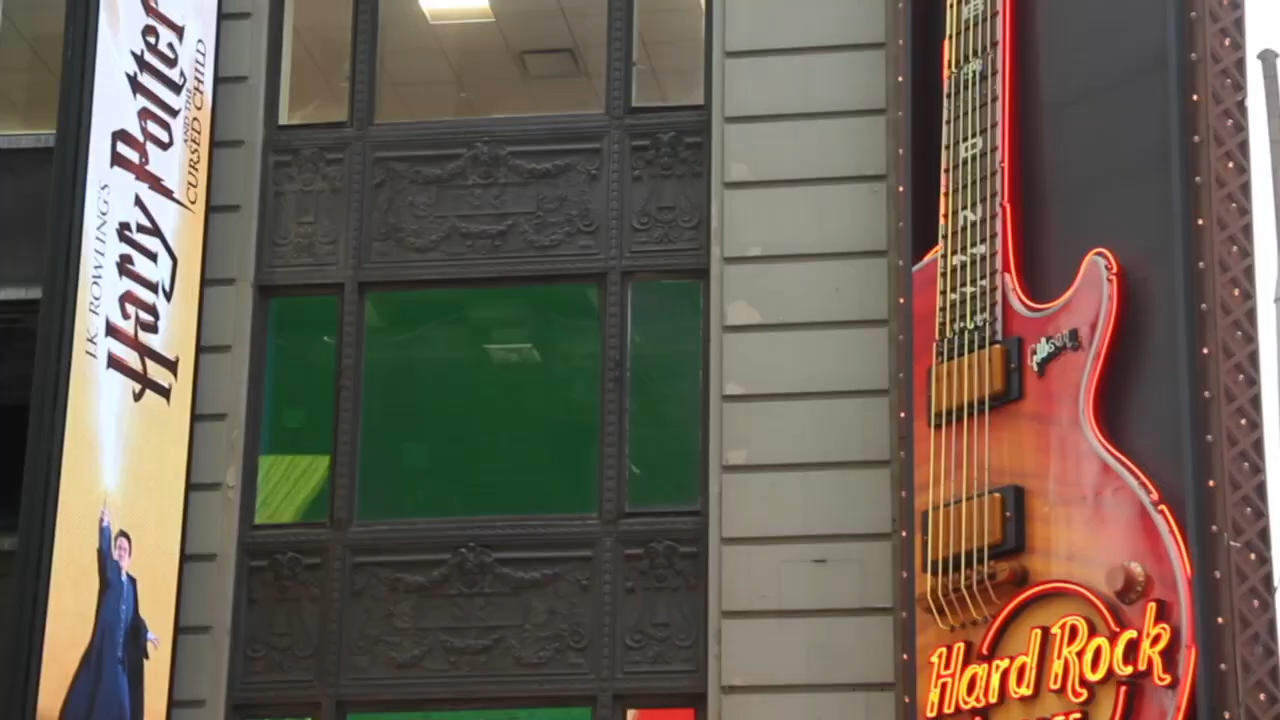 J.K. ROWLING'S
Harry Potter
AND THE
CURSED CHILD
Gibson
Hard Rock